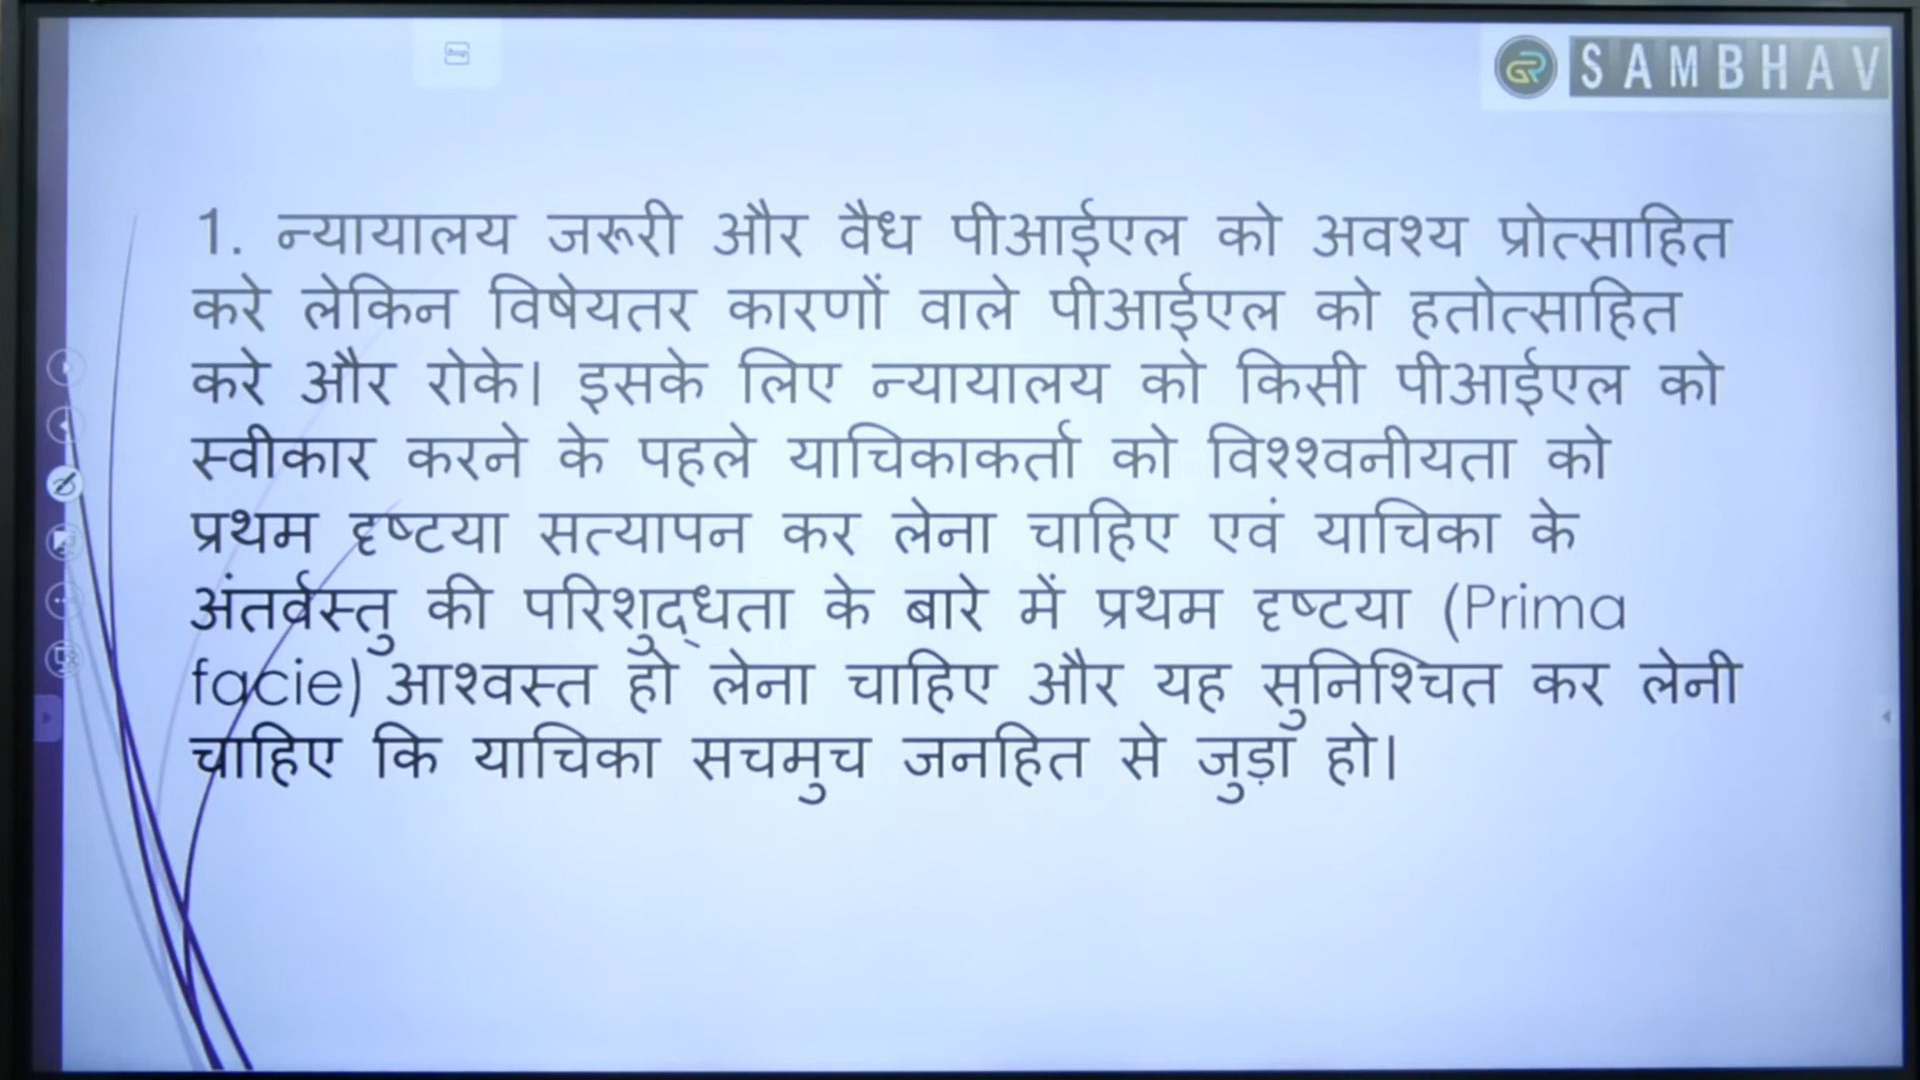 SAMBHAV
1. न्यायालय जरूरी और वैध पीआईएल को अवश्य प्रोत्साहित
करे लेकिन विषेयतर कारणों वाले पीआईएल को हतोत्साहित
करे और रोके। इसके लिए न्यायालय को किसी पीआईएल को
स्वीकार करने के पहले याचिकाकर्ता को विश्श्वनीयता को
प्रथम दृष्टया सत्यापन कर लेना चाहिए एवं याचिका के
अंतर्वस्तु की परिशुद्धता के बारे में प्रथम दृष्टया (Prima
facie) आश्वस्त हो लेना चाहिए और यह सुनिश्चित कर लेनी
चाहिए कि याचिका सचमुच जनहित से जुड़ा हो।